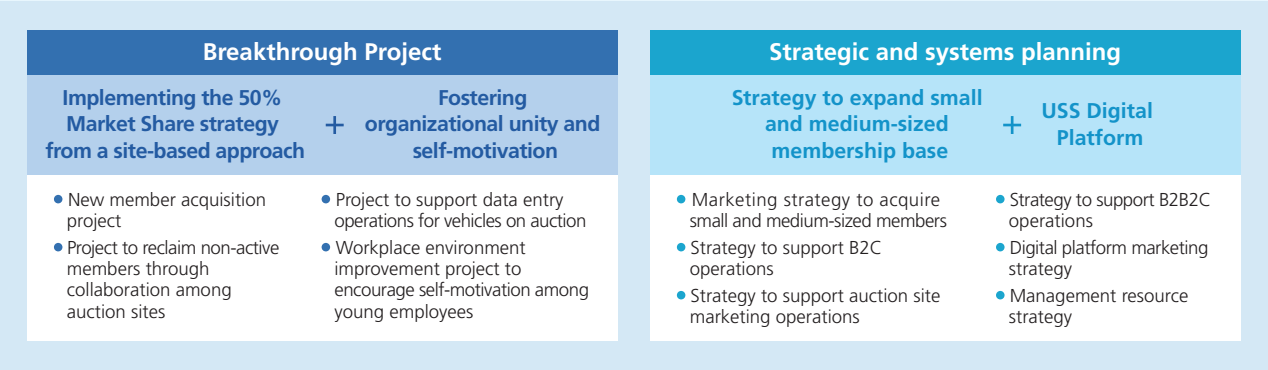 Breakthrough Project
Implementing the 50%
Market Share strategy
from a site-based approach
+
Fostering
organizational unity and
self-motivation
• New member acquisition
project
• Project to reclaim non-active
members through
collaboration among
auction sites
• Project to support data entry
operations for vehicles on auction
• Workplace environment
improvement project to
encourage self-motivation among
young employees
Strategic and systems planning
Strategy to expand small
and medium-sized
membership base
+
USS Digital
Platform
• Marketing strategy to acquire
small and medium-sized members
• Strategy to support B2C
operations
• Strategy to support auction site
marketing operations
• Strategy to support B2B2C
operations
• Digital platform marketing
strategy
• Management resource
strategy